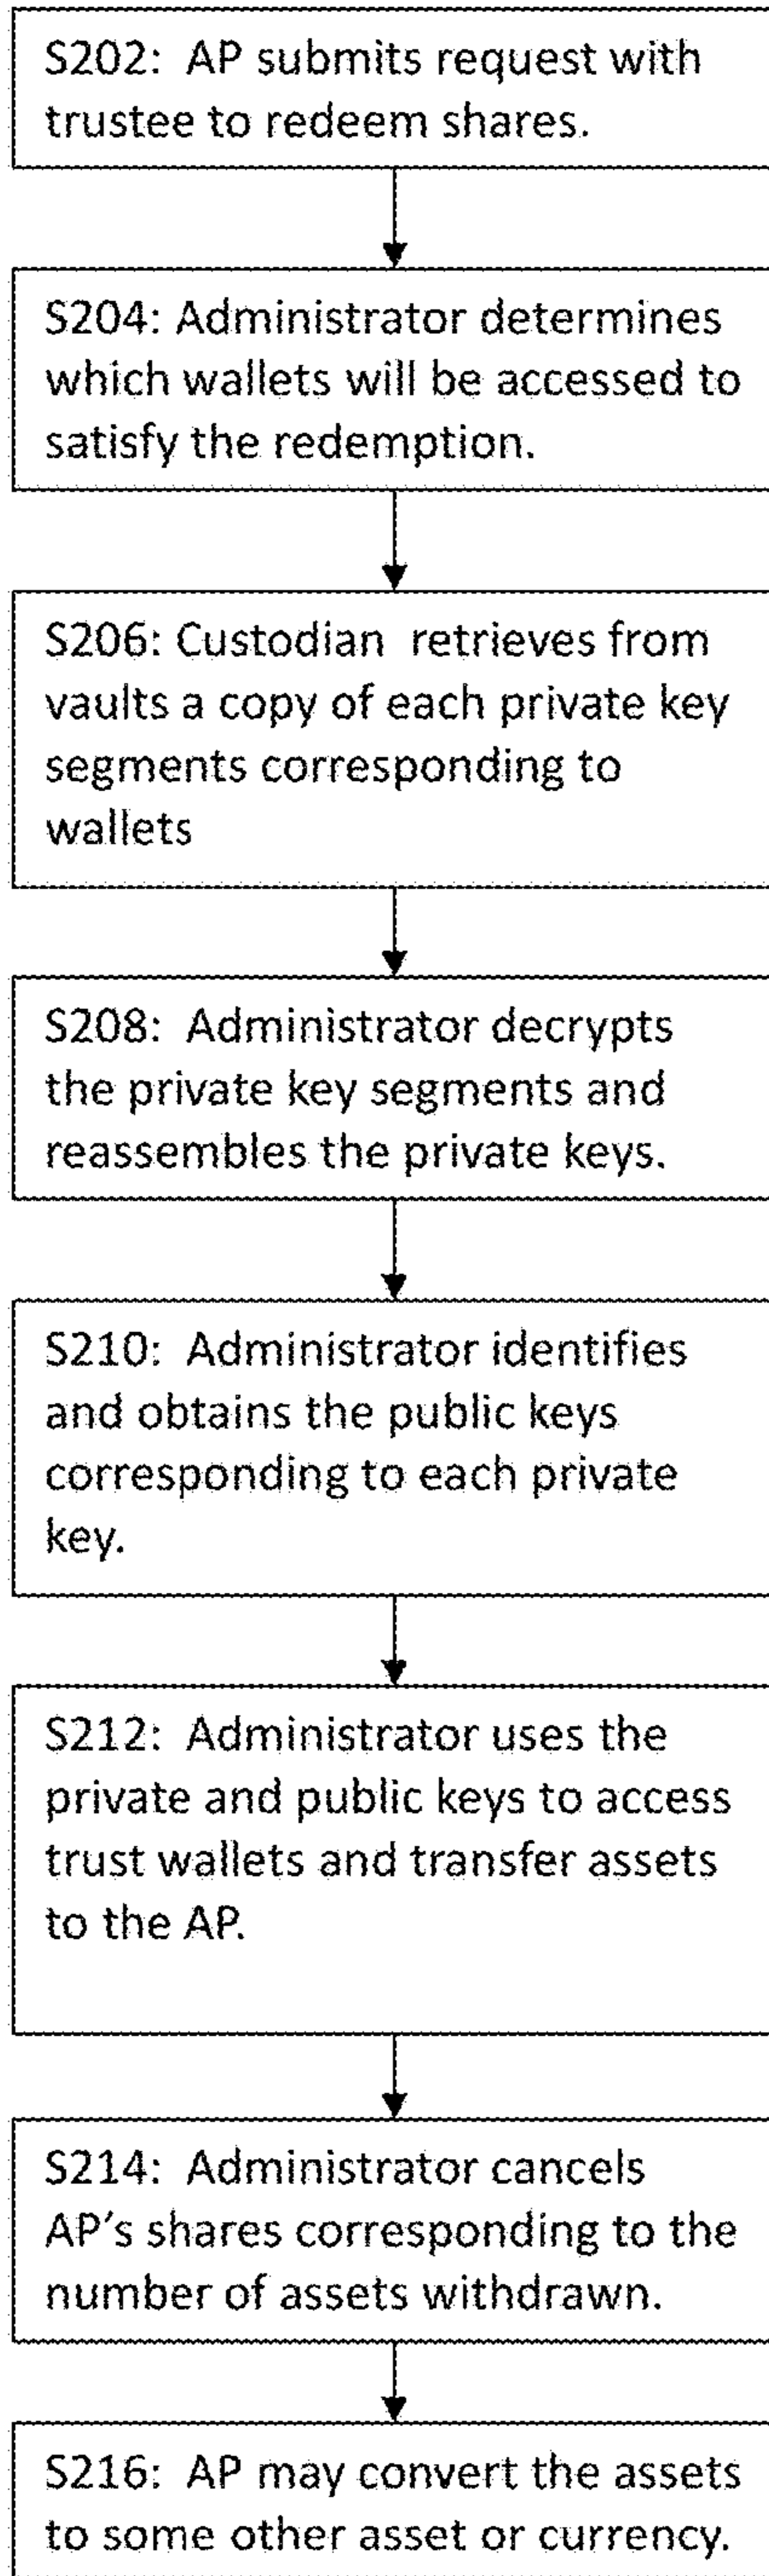 S202: AP submits request with
trustee to redeem shares.
S204: Administrator determines
which wallets will be accessed to
satisfy the redemption.
S206: Custodian retrieves from
vaults a copy of each private key
segments corresponding to
wallets
S208: Administrator decrypts
the private key segments and
reassembles the private keys.
S210: Administrator identifies
and obtains the public keys
corresponding to each private
key.
S212: Administrator uses the
private and public keys to access
trust wallets and transfer assets
to the AP.
S214: Administrator cancels
AP's shares corresponding to the
number of assets withdrawn.
S216: AP may convert the assets
to some other asset or currency.